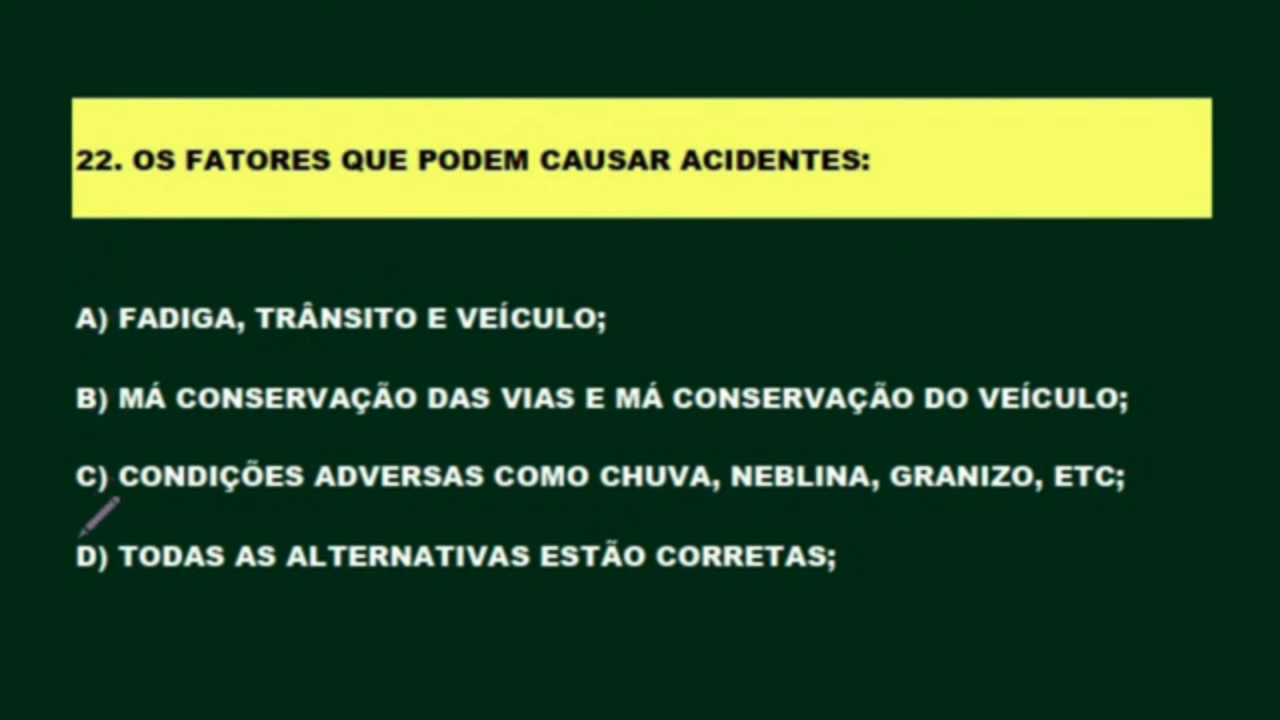 22. OS FATORES QUE PODEM CAUSAR ACIDENTES:
A) FADIGA, TRÂNSITO E VEÍCULO;
B) MÁ CONSERVAÇÃO DAS VIAS E MÁ CONSERVAÇÃO DO VEÍCULO;
C) CONDIÇÕES ADVERSAS COMO CHUVA, NEBLINA, GRANIZO, ETC;
D) TODAS AS ALTERNATIVAS ESTÃO CORRETAS;